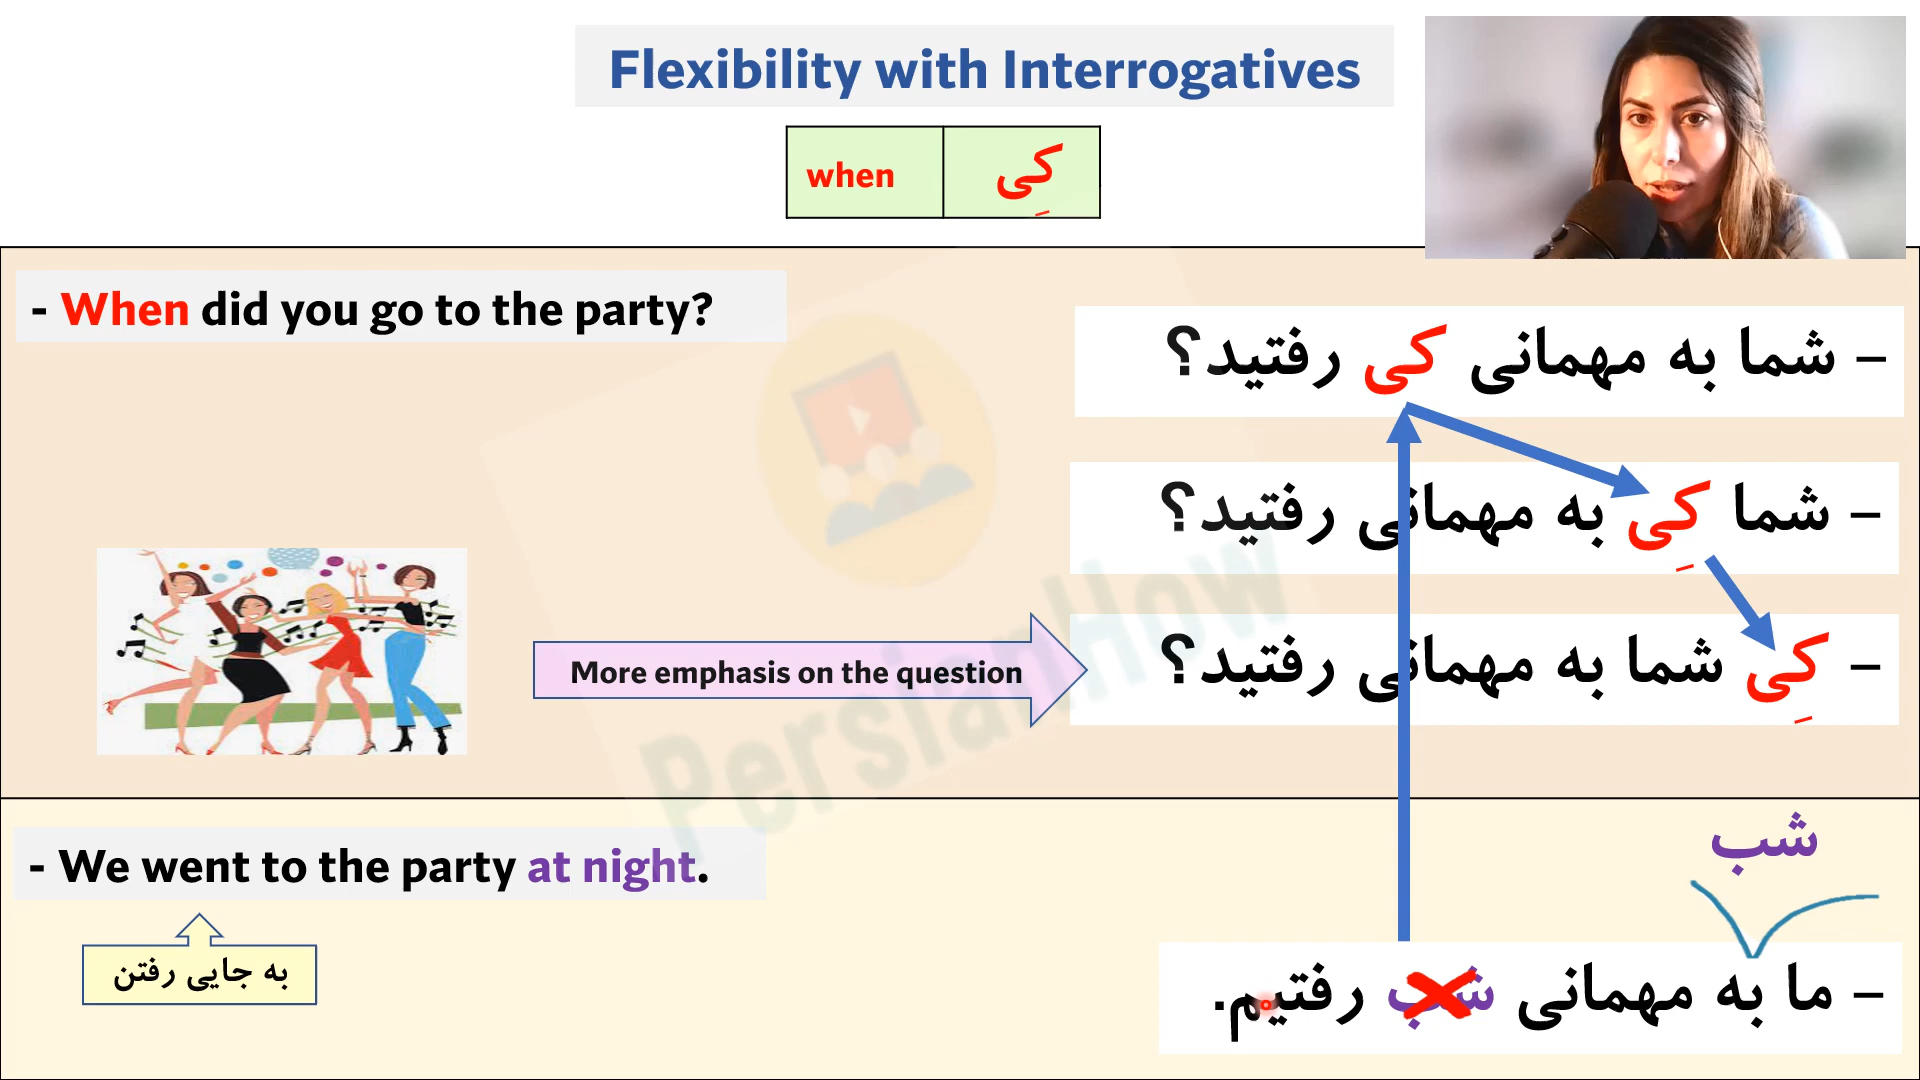 Flexibility with Interrogatives
when کِی
- When did you go to the party?
– شما به مهمانی کی رفتید؟
– شما کِی به مهمانی رفتید؟
More emphasis on the question
– کِی شما به مهمانی رفتید؟
PersianHow
- We went to the party at night.
شب
به جایی رفتن
– ما به مهمانی شب رفتیم.